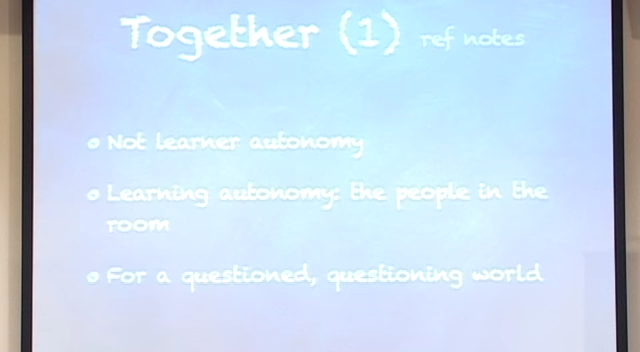 Together (1) ref notes
Not learner autonomy
Learning autonomy: the people in the
room
For a questioned, questioning world